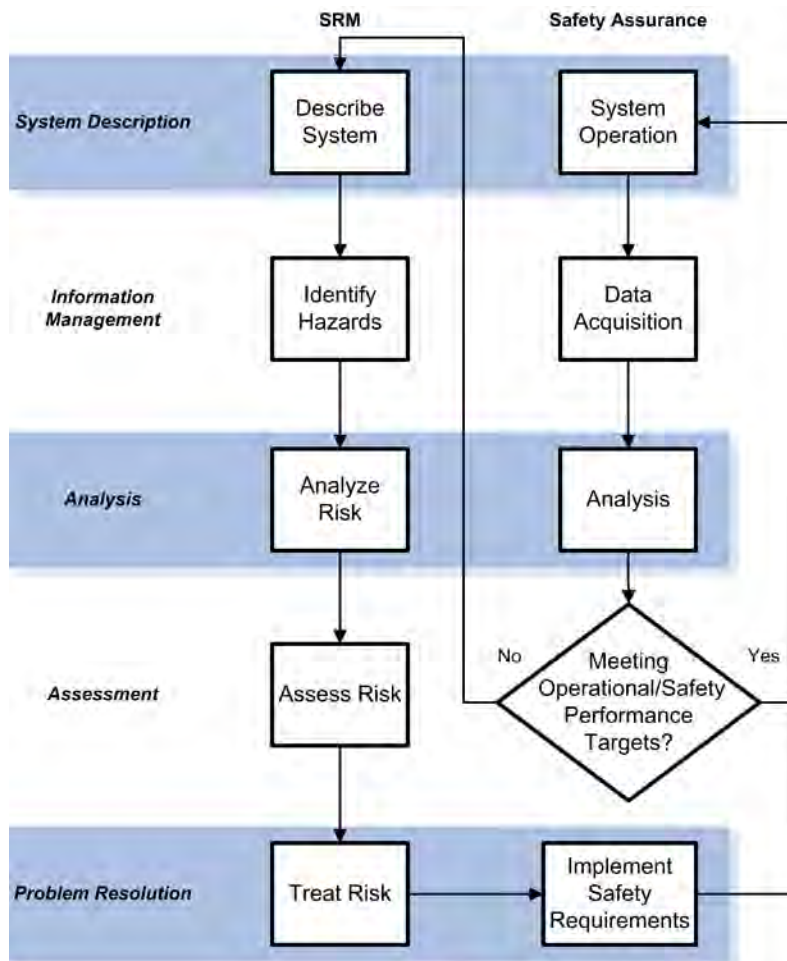 SRM
Safety Assurance
System Description
Describe
System
System
Operation
Information
Management
Identify
Hazards
Data
Acquisition
Analysis
Analyze
Risk
Analysis
Assessment
Assess Risk
No
Meeting
Operational/Safety
Performance
Targets?
Yes
Problem Resolution
Treat Risk
Implement
Safety
Requirements